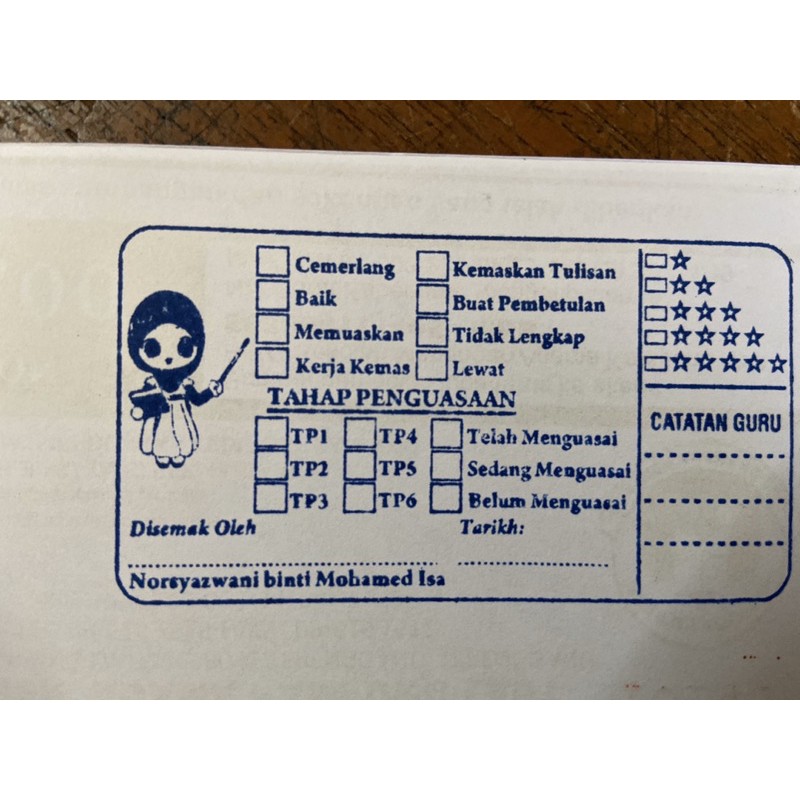 Cemerlang Kemaskan Tulisan ☆
Baik Buat Pembetulan ☆☆
Memuaskan Tidak Lengkap ☆☆☆
Kerja Kemas Lewat ☆☆☆☆
☆☆☆☆☆
TAHAP PENGUASAAN
TP1 TP4 Telah Menguasai
TP2 TP5 Sedang Menguasai
TP3 TP6 Belum Menguasai
Disemak Oleh Tarikh:
Norsyazwani binti Mohamed Isa
CATATAN GURU